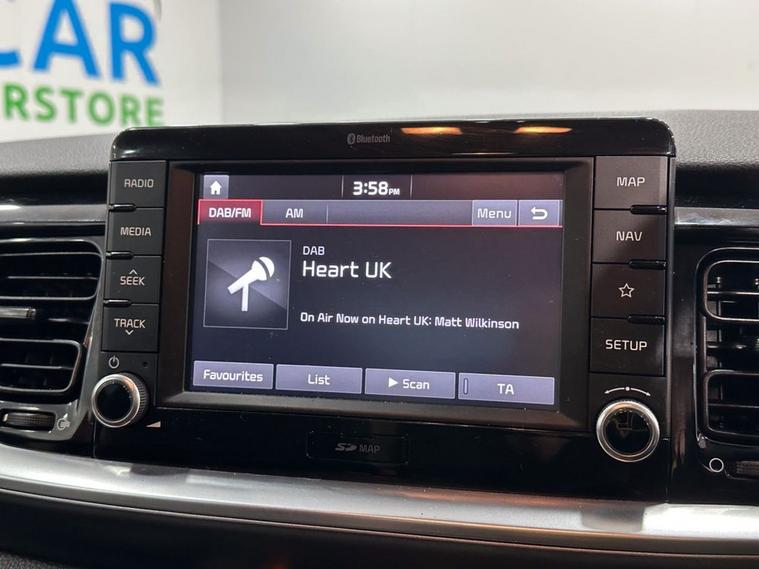 CAR
ERSTORE
Bluetooth
RADIO
MEDIA
SEEK
TRACK
3:58PM
DAB/FM
AM
Menu
DAB
Heart UK
On Air Now on Heart UK: Matt Wilkinson
Favourites
List
Scan
TA
MAP
NAV
SETUP
SD MAP